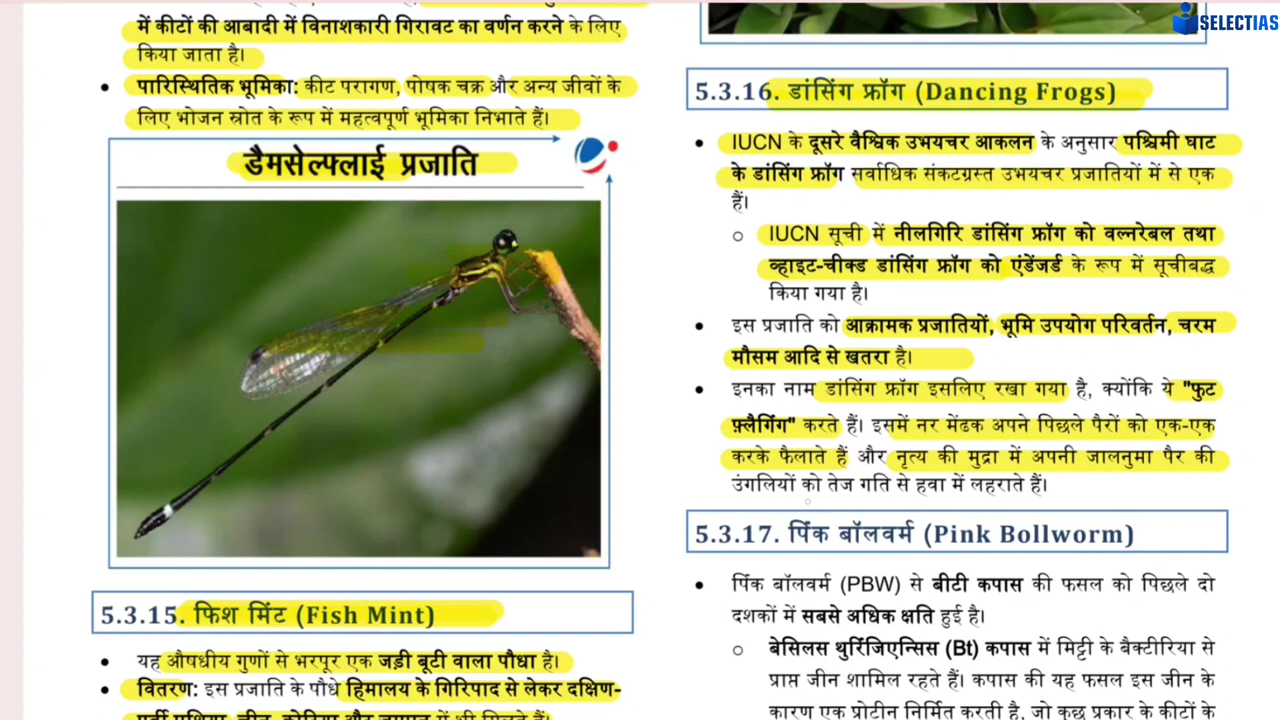 में कीटों की आबादी में विनाशकारी गिरावट का वर्णन करने के लिए
किया जाता है।
• पारिस्थितिक भूमिका: कीट परागण, पोषक चक्र और अन्य जीवों के
लिए भोजन स्रोत के रूप में महत्वपूर्ण भूमिका निभाते हैं।
डैमसेल्फ्लाई प्रजाति
5.3.15. फिश मिंट (Fish Mint)
• यह औषधीय गुणों से भरपूर एक जड़ी बूटी वाला पौधा है।
• वितरण: इस प्रजाति के पौधे हिमालय के गिरिपाद से लेकर दक्षिण-
SELECTIAS
5.3.16. डांसिंग फ्रॉग (Dancing Frogs)
• IUCN के दूसरे वैश्विक उभयचर आकलन के अनुसार पश्चिमी घाट
के डांसिंग फ्रॉग सर्वाधिक संकटग्रस्त उभयचर प्रजातियों में से एक
हैं।
o IUCN सूची में नीलगिरि डांसिंग फ्रॉग को वल्नरेबल तथा
व्हाइट-चीक्ड डांसिंग फ्रॉग को एंडेंजर्ड के रूप में सूचीबद्ध
किया गया है।
• इस प्रजाति को आक्रामक प्रजातियों, भूमि उपयोग परिवर्तन, चरम
मौसम आदि से खतरा है।
• इनका नाम डांसिंग फ्रॉग इसलिए रखा गया है, क्योंकि ये "फुट
फ़्लैगिंग" करते हैं। इसमें नर मेंढक अपने पिछले पैरों को एक-एक
करके फैलाते हैं और नृत्य की मुद्रा में अपनी जालनुमा पैर की
उंगलियों को तेज गति से हवा में लहराते हैं।
5.3.17. पिंक बॉलवर्म (Pink Bollworm)
• पिंक बॉलवर्म (PBW) से बीटी कपास की फसल को पिछले दो
दशकों में सबसे अधिक क्षति हुई है।
o बेसिलस थुरिंजिएन्सिस (Bt) कपास में मिट्टी के बैक्टीरिया से
प्राप्त जीन शामिल रहते हैं। कपास की यह फसल इस जीन के
कारण एक प्रोटीन निर्मित करती है, जो कुछ प्रकार के कीटों के